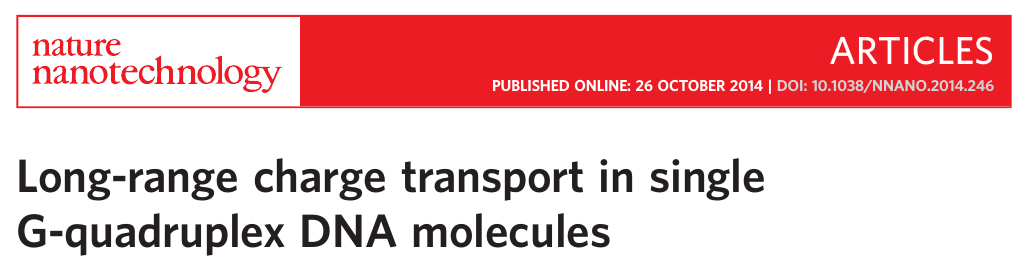 nature
nanotechnology
ARTICLES
PUBLISHED ONLINE: 26 OCTOBER 2014 | DOI: 10.1038/NNANO.2014.246
Long-range charge transport in single
G-quadruplex DNA molecules